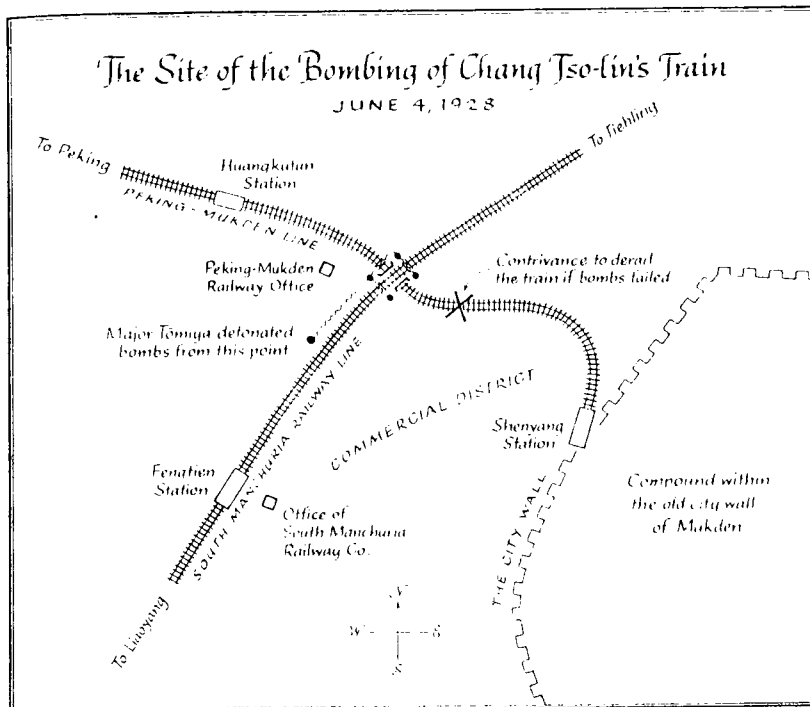 The Site of the Bombing of Chang Tso-lin's Train
JUNE 4, 1928
To Peking
Huangkutun
Station
To Tiehling
PEKING-MUKDEN LINE
Peking-Mukden
Railway Office
Contrivance to derail
the train if bombs failed
Major Tōmiya detonated
bombs from this point
SOUTH MANCHURIA RAILWAY LINE
COMMERCIAL DISTRICT
Shenyang
Station
Fengtien
Station
Office of
South Manchuria
Railway Co.
THE CITY WALL
Compound within
the old city wall
of Mukden
To Liaoyang
N
W
S